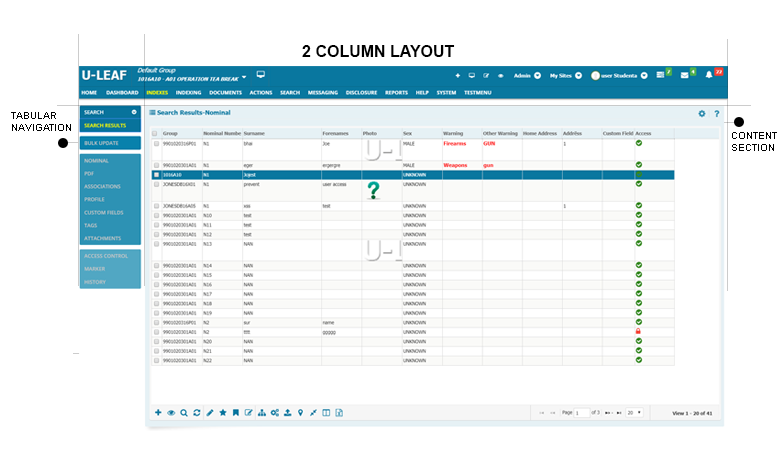 2 COLUMN LAYOUT
U-LEAF
Default Group
1016A10 - A01 OPERATION TEA BREAK
Admin My Sites user Studenta 7 4 22
HOME DASHBOARD INDEXES INDEXING DOCUMENTS ACTIONS SEARCH MESSAGING DISCLOSURE REPORTS HELP SYSTEM TESTMENU
TABULAR
NAVIGATION
SEARCH
SEARCH RESULTS
BULK UPDATE
NOMINAL
PDF
ASSOCIATIONS
PROFILE
CUSTOM FIELDS
TAGS
ATTACHMENTS
ACCESS CONTROL
MARKER
HISTORY
Search Results-Nominal ?
CONTENT
SECTION
Group Nominal Numbe Surname Forenames Photo Sex Warning Other Warning Home Address Address Custom Field Access
9901020316P01 N1 bhai Joe U-I MALE Firearms GUN 1
9901020301A01 N1 eger ergergre MALE Weapons gun
1016A10 N1 Jojest UNKNOWN
JONESDB16I01 N1 prevent user access ? UNKNOWN
JONESDB16A05 N1 sss test UNKNOWN 1
9901020301A01 N10 test UNKNOWN
9901020301A01 N11 test UNKNOWN
9901020301A01 N12 test UNKNOWN
9901020301A01 N13 NAN U-I UNKNOWN
9901020301A01 N14 NAN UNKNOWN
9901020301A01 N15 NAN UNKNOWN
9901020301A01 N16 NAN UNKNOWN
9901020301A01 N17 NAN UNKNOWN
9901020301A01 N18 NAN UNKNOWN
9901020301A01 N19 NAN UNKNOWN
9901020316P01 N2 sur name UNKNOWN
9901020301A01 N2 tttt ggggg UNKNOWN
9901020301A01 N20 NAN UNKNOWN
9901020301A01 N21 NAN UNKNOWN
9901020301A01 N22 NAN UNKNOWN
Page 1 of 3 20 View 1 - 20 of 41